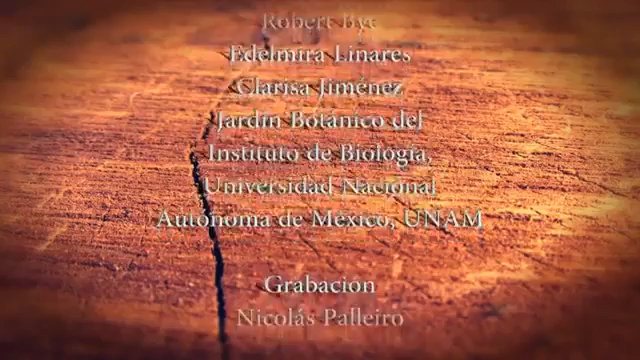 Robert Bye
Edelmira Linares
Clarisa Jiménez
Jardín Botánico del
Instituto de Biología,
Universidad Nacional
Autónoma de México, UNAM
Grabación
Nicolás Palleiro